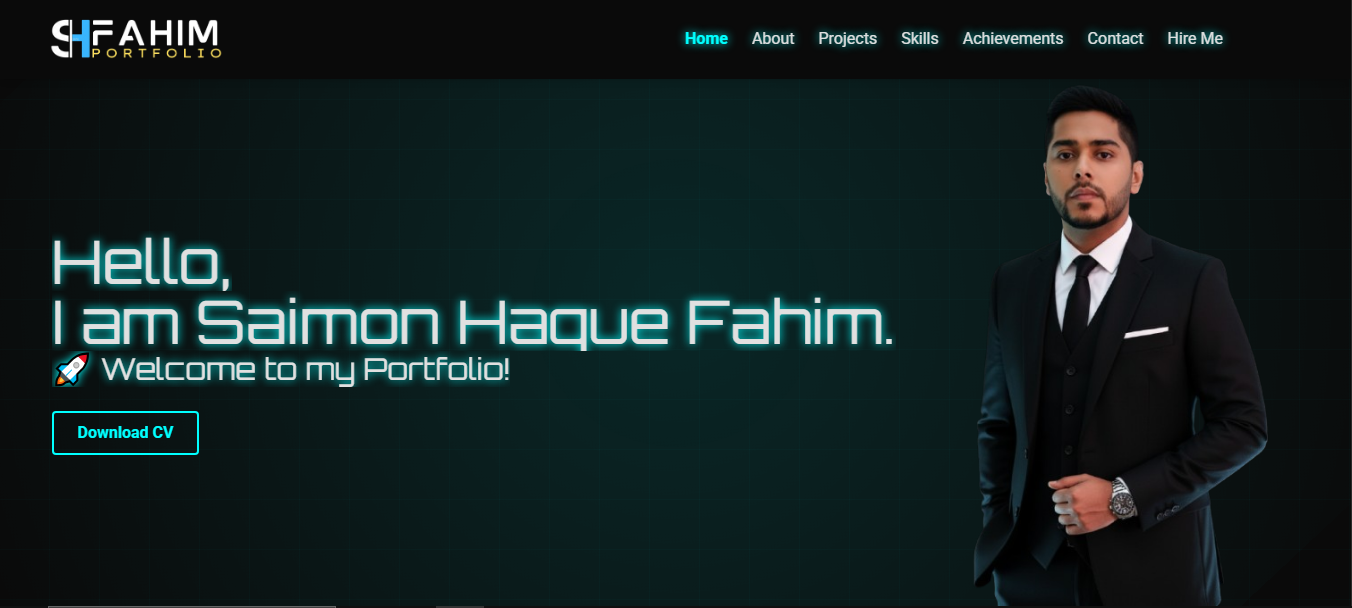 SHFAHIM
PORTFOLIO
Home About Projects Skills Achievements Contact Hire Me
Hello,
I am Saimon Haque Fahim.
🚀 Welcome to my Portfolio!
Download CV